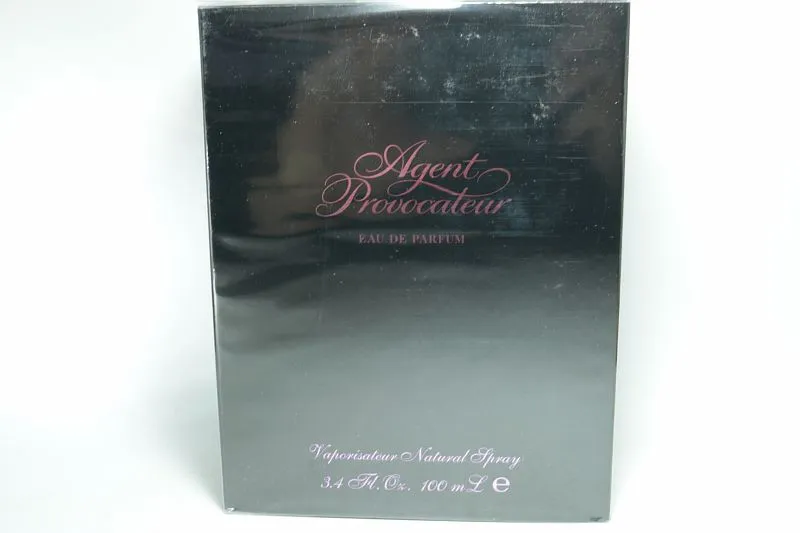 Agent
Provocateur
EAU DE PARFUM
Vaporisateur Natural Spray
3.4 Fl. Oz. 100 mL ℮